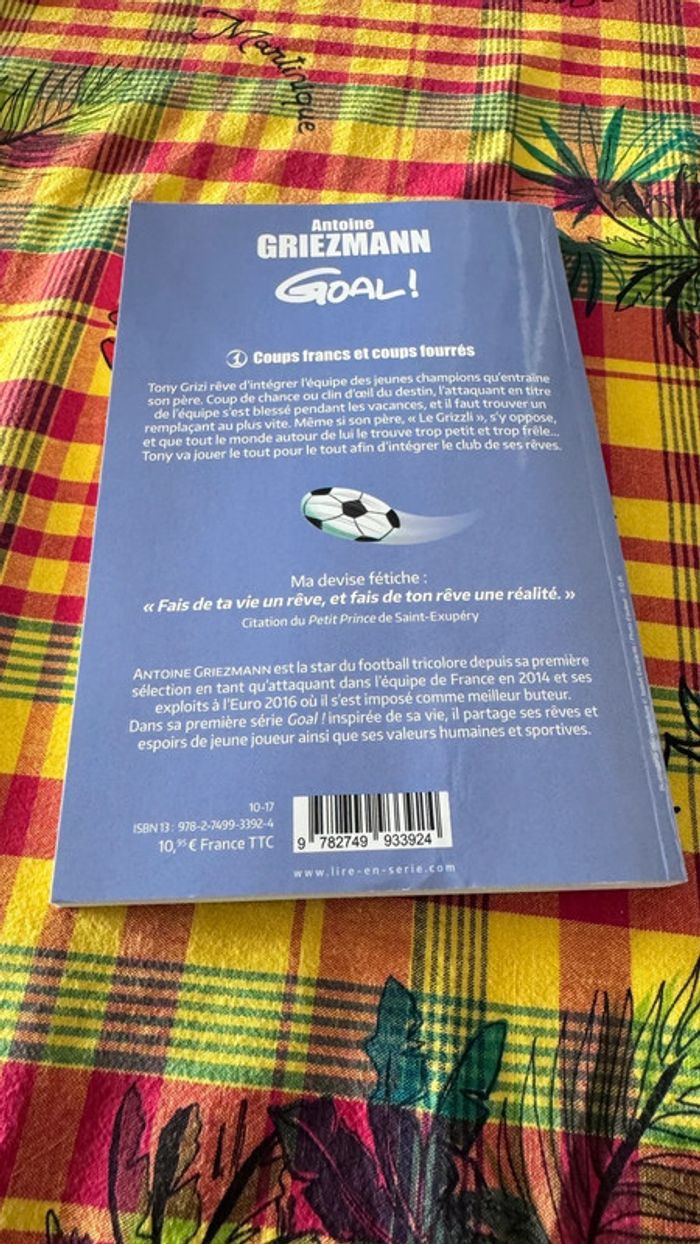 Martinique
Antoine
GRIEZMANN
GOAL!
1 Coups francs et coups fourrés
Tony Grizi rêve d'intégrer l'équipe des jeunes champions qu'entraîne
son père. Coup de chance ou clin d'œil du destin, l'attaquant en titre
de l'équipe s'est blessé pendant les vacances, et il faut trouver un
remplaçant au plus vite. Même si son père, « Le Grizzli », s'y oppose,
et que tout le monde autour de lui le trouve trop petit et trop frêle...
Tony va jouer le tout pour le tout afin d'intégrer le club de ses rêves.
Ma devise fétiche :
« Fais de ta vie un rêve, et fais de ton rêve une réalité. »
Citation du Petit Prince de Saint-Exupéry
ANTOINE GRIEZMANN est la star du football tricolore depuis sa première
sélection en tant qu'attaquant dans l'équipe de France en 2014 et ses
exploits à l'Euro 2016 où il s'est imposé comme meilleur buteur.
Dans sa première série Goal ! inspirée de sa vie, il partage ses rêves et
espoirs de jeune joueur ainsi que ses valeurs humaines et sportives.
10-17
ISBN 13 : 978-2-7499-3392-4
10,95 € France TTC
9 782749 933924
www.lire-en-serie.com